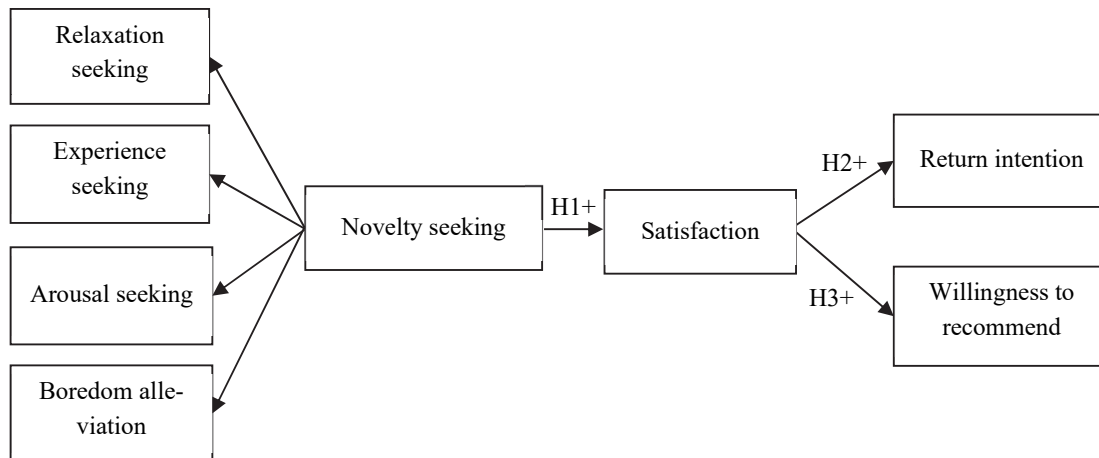 Relaxation
seeking
Experience
seeking
Arousal seeking
Boredom alle-
viation
Novelty seeking
H1+
Satisfaction
H2+
H3+
Return intention
Willingness to
recommend